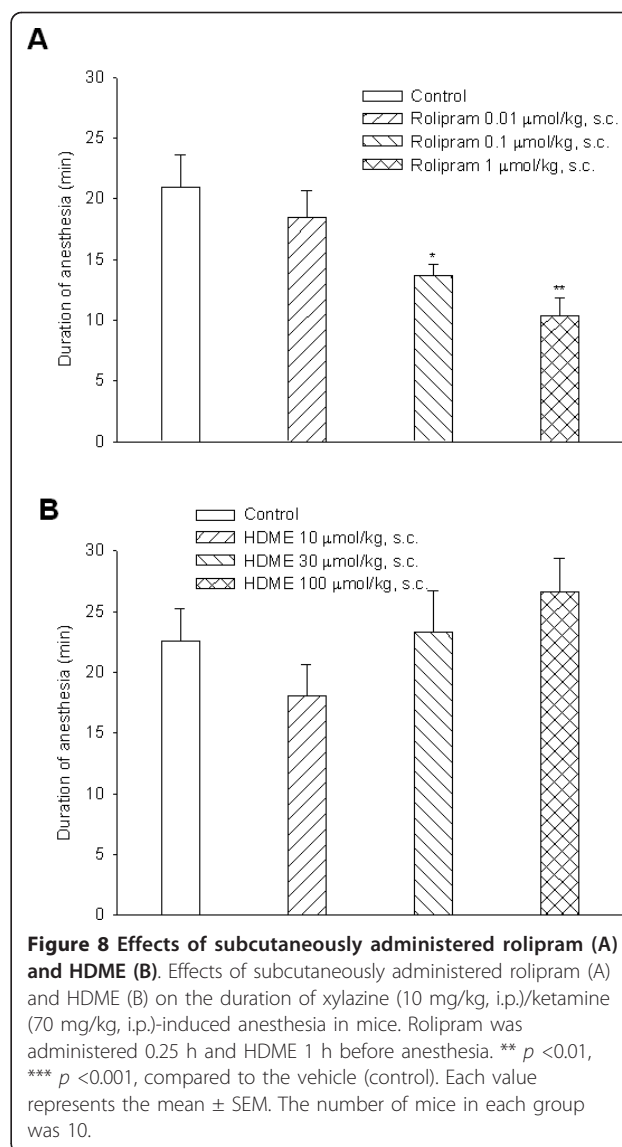 A
30
25
20
15
10
5
0
Duration of anesthesia (min)
Control
Rolipram 0.01 μmol/kg, s.c.
Rolipram 0.1 μmol/kg, s.c.
Rolipram 1 μmol/kg, s.c.
*
**
B
30
25
20
15
10
5
0
Duration of anesthesia (min)
Control
HDME 10 μmol/kg, s.c.
HDME 30 μmol/kg, s.c.
HDME 100 μmol/kg, s.c.
Figure 8 Effects of subcutaneously administered rolipram (A)
and HDME (B). Effects of subcutaneously administered rolipram (A)
and HDME (B) on the duration of xylazine (10 mg/kg, i.p.)/ketamine
(70 mg/kg, i.p.)-induced anesthesia in mice. Rolipram was
administered 0.25 h and HDME 1 h before anesthesia. ** p <0.01,
*** p <0.001, compared to the vehicle (control). Each value
represents the mean ± SEM. The number of mice in each group
was 10.